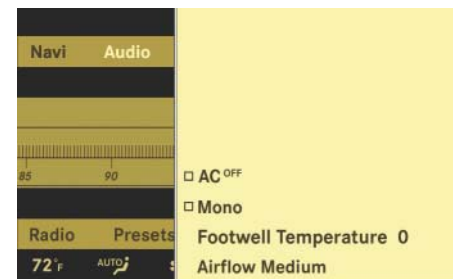 Navi Audio
85 90
AC OFF
Mono
Radio Presets
Footwell Temperature 0
72°F AUTO
Airflow Medium